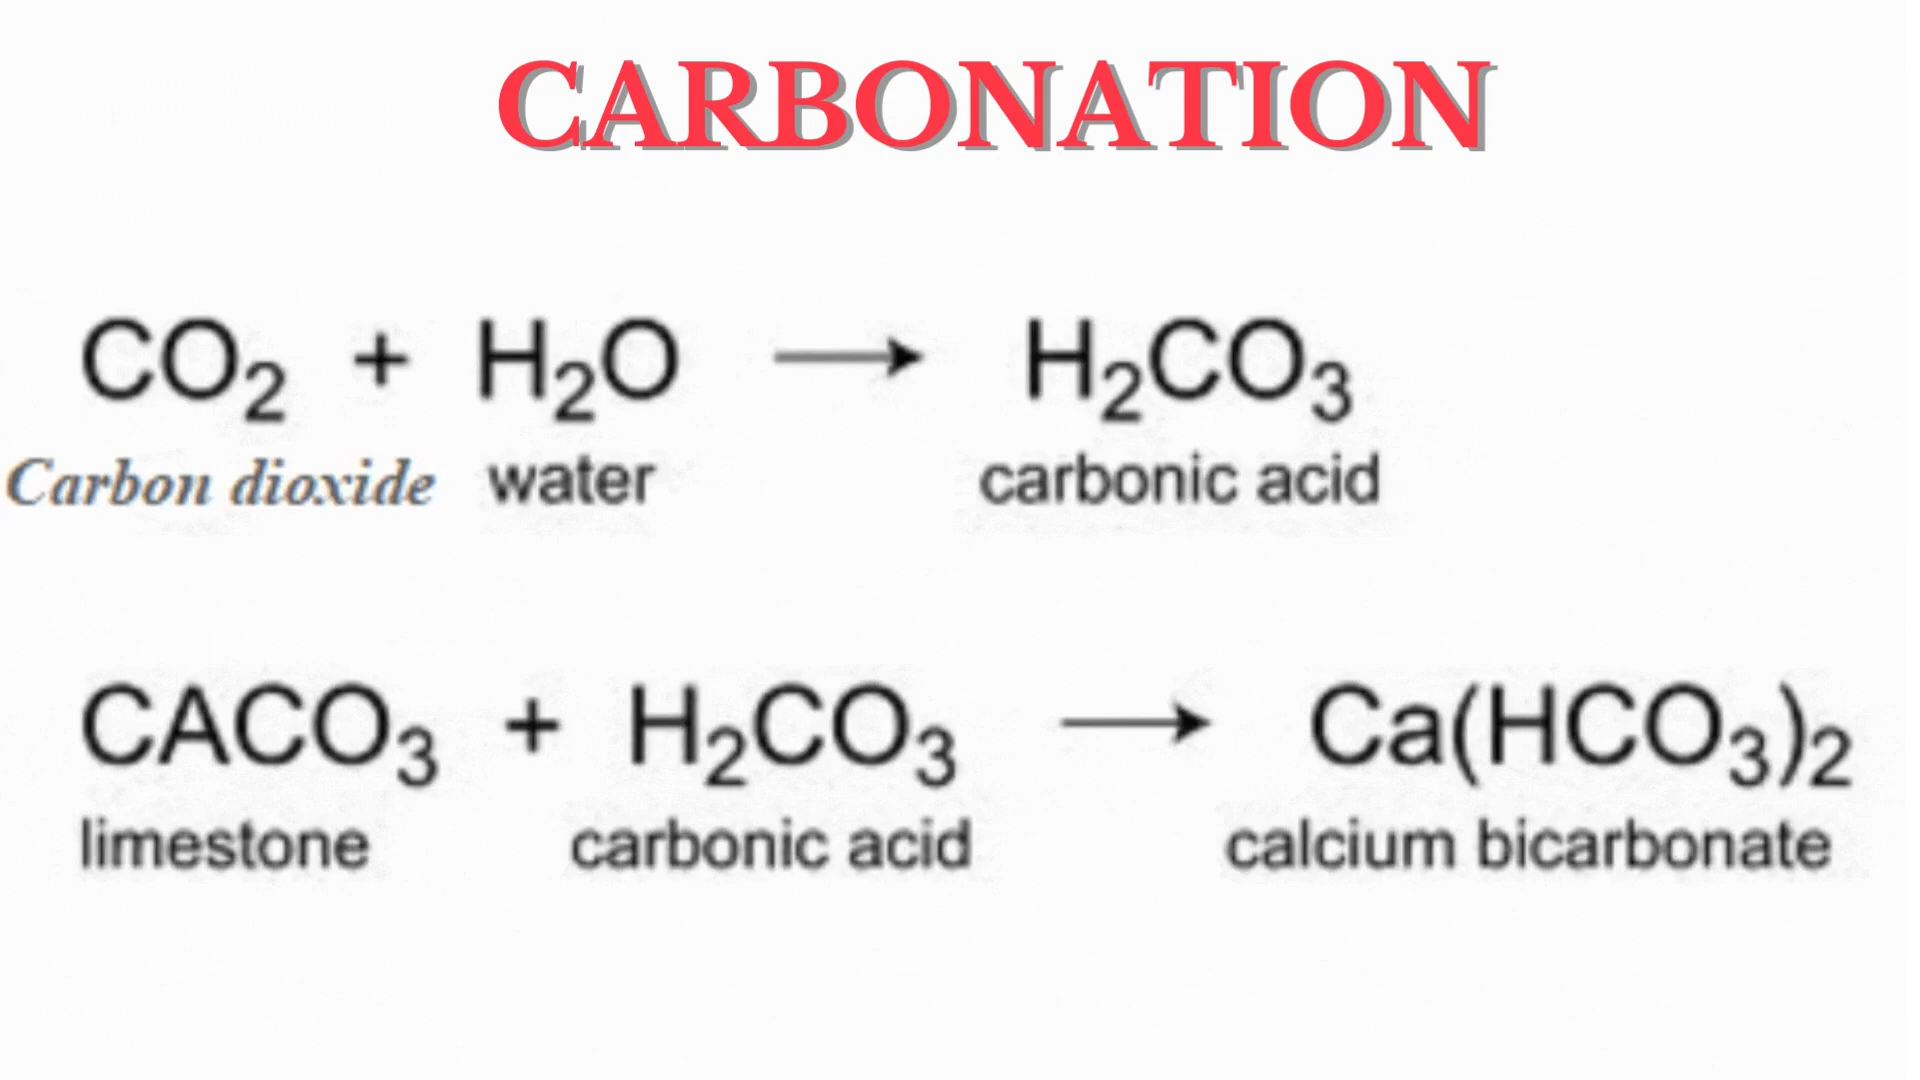 CARBONATION
CO₂ + H₂O → H₂CO₃
Carbon dioxide water carbonic acid
CACO₃ + H₂CO₃ → Ca(HCO₃)₂
limestone carbonic acid calcium bicarbonate